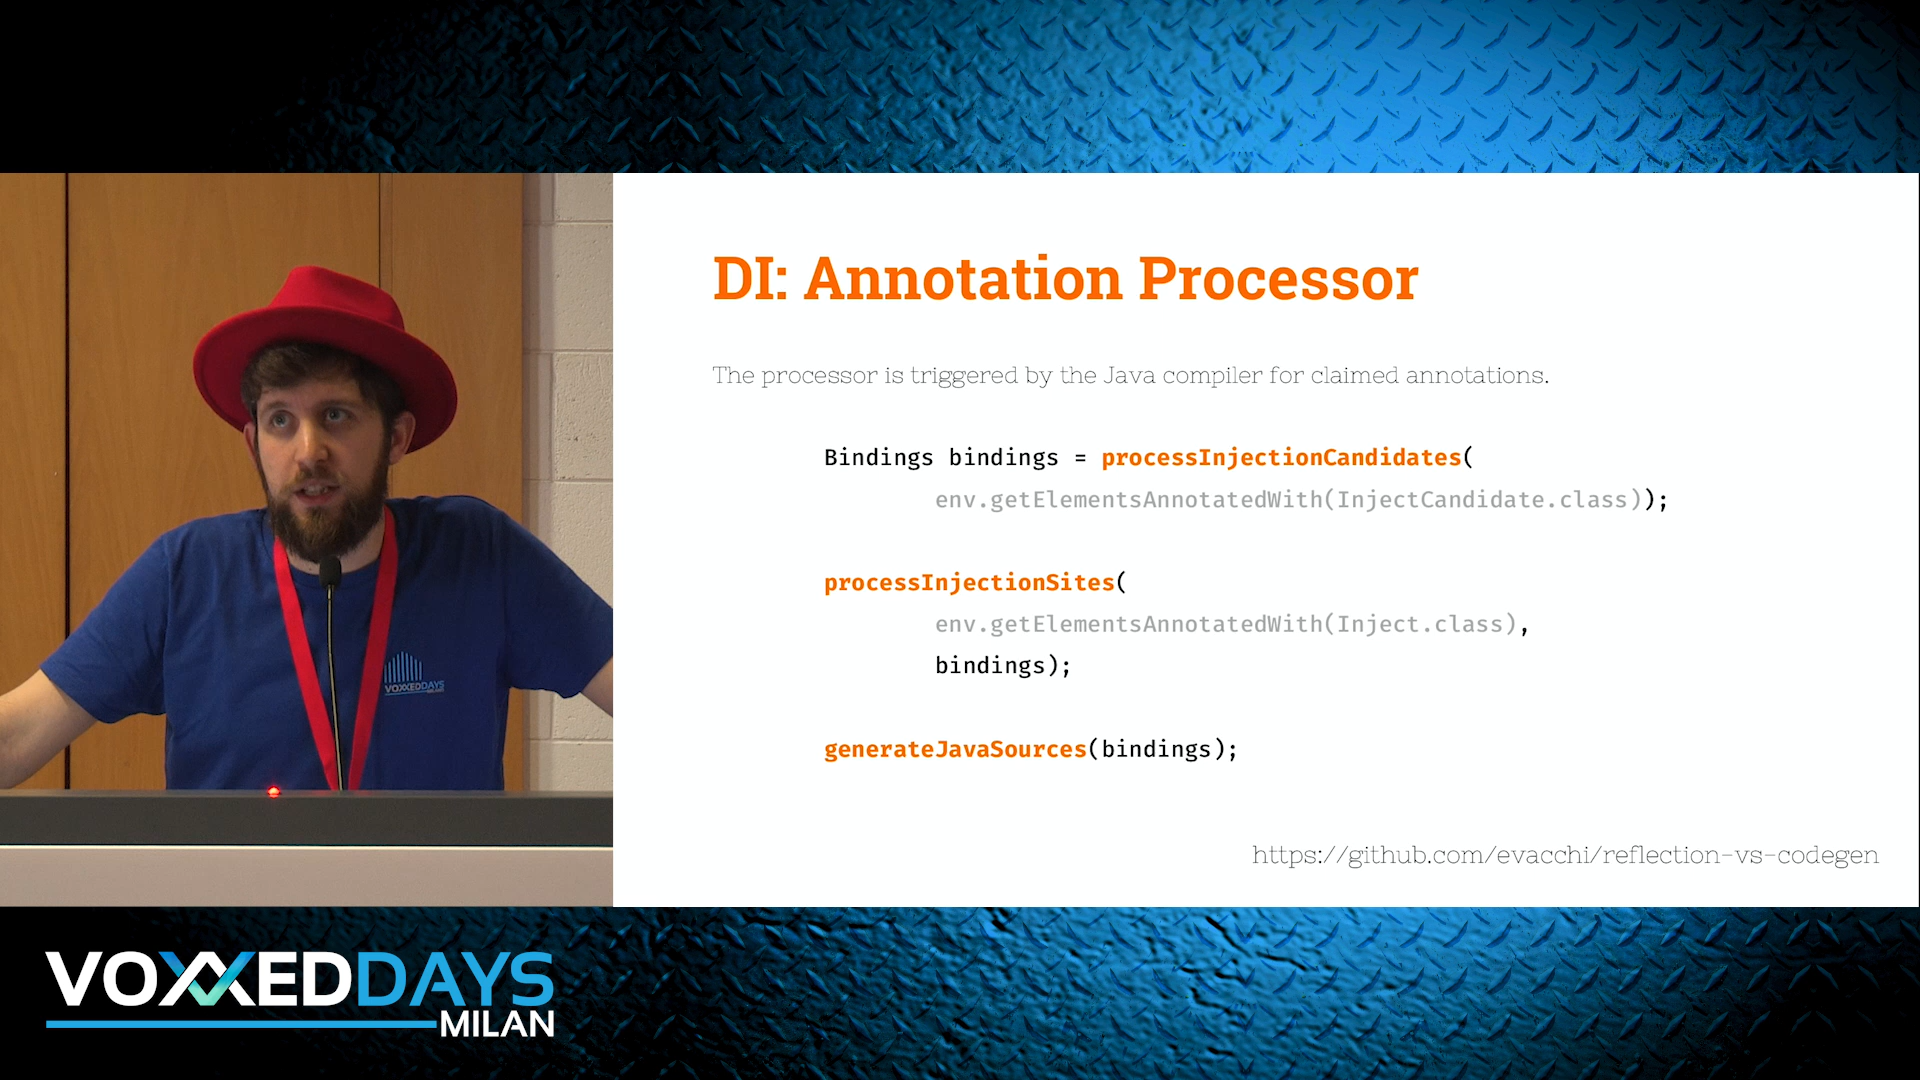 DI: Annotation Processor
The processor is triggered by the Java compiler for claimed annotations.
Bindings bindings = processInjectionCandidates(
env.getElementsAnnotatedWith(InjectCandidate.class));
processInjectionSites(
env.getElementsAnnotatedWith(Inject.class),
bindings);
generateJavaSources(bindings);
https://github.com/evacchi/reflection-vs-codegen
VOXXEDDAYS
VOXXEDDAYS
MILAN